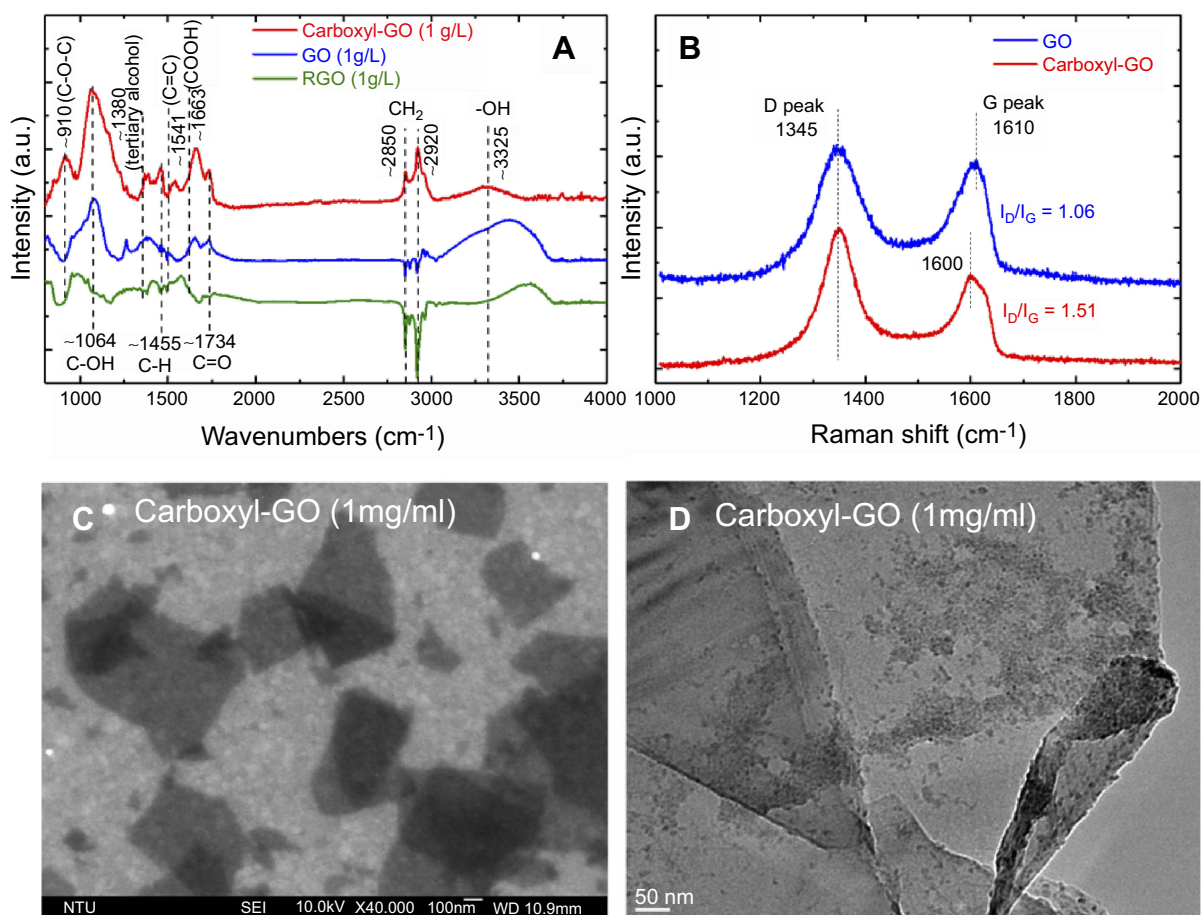 A
Carboxyl-GO (1 g/L)
GO (1g/L)
RGO (1g/L)
~910 (C-O-C)
~1380
(tertiary alcohol)
~1541 (C=C)
~1663(COOH)
CH2
~2850
~2920
-OH
~3325
~1064
C-OH
~1455
C-H
~1734
C=O
Intensity (a.u.)
1000 1500 2000 2500 3000 3500 4000
Wavenumbers (cm-1)
B
GO
Carboxyl-GO
D peak
1345
G peak
1610
ID/IG = 1.06
1600
ID/IG = 1.51
Intensity (a.u.)
1000 1200 1400 1600 1800 2000
Raman shift (cm-1)
C Carboxyl-GO (1mg/ml)
NTU SEI 10.0kV X40.000 100nm WD 10.9mm
D Carboxyl-GO (1mg/ml)
50 nm